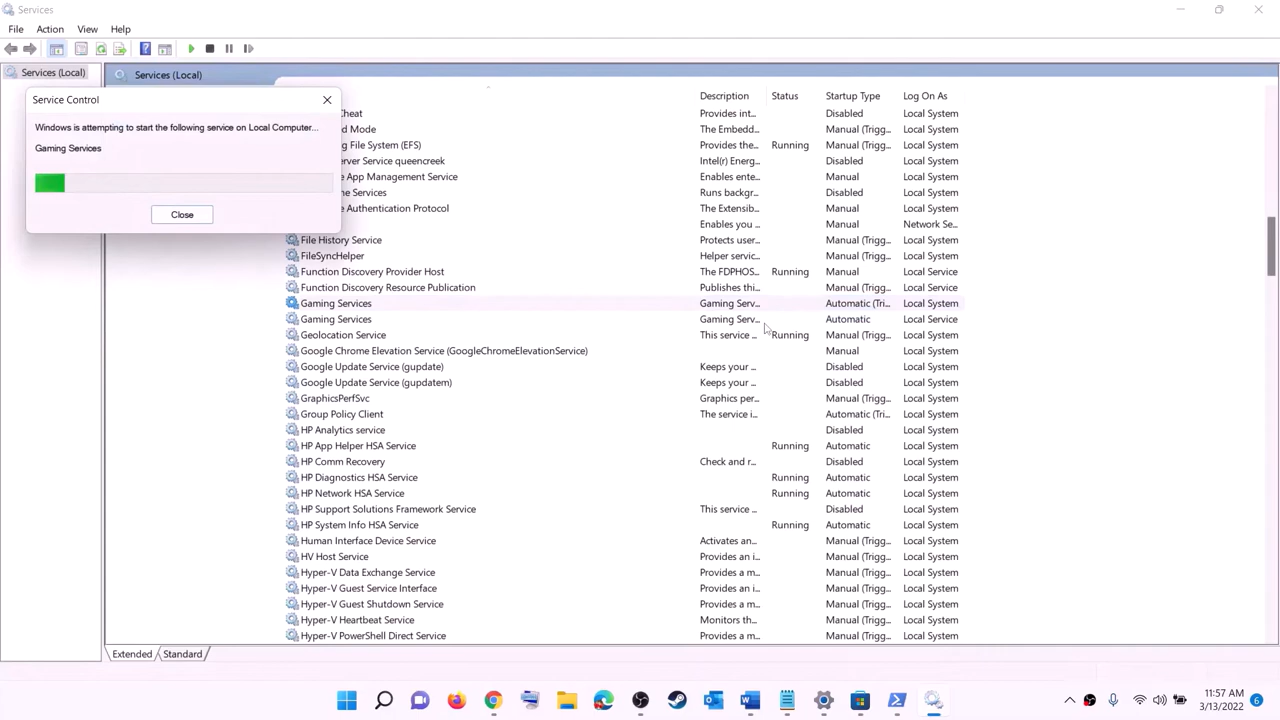 Services
File Action View Help
Services (Local) Services (Local)
Service Control
Windows is attempting to start the following service on Local Computer...
Gaming Services
Close
Description Status Startup Type Log On As
Cheat Provides int... Disabled Local System
d Mode The Embedd... Manual (Trigg... Local System
g File System (EFS) Provides the... Running Manual (Trigg... Local System
erver Service queencreek Intel(r) Energ... Disabled Local System
e App Management Service Enables ente... Manual Local System
ne Services Runs backgr... Disabled Local System
e Authentication Protocol The Extensib... Manual Local System
Enables you ... Manual Network Se...
File History Service Protects user... Manual (Trigg... Local System
FileSyncHelper Helper servic... Manual Local System
Function Discovery Provider Host The FDPHOS... Running Manual Local Service
Function Discovery Resource Publication Publishes thi... Manual (Trigg... Local Service
Gaming Services Gaming Serv... Automatic (Tri... Local System
Gaming Services Gaming Serv... Automatic Local Service
Geolocation Service This service ... Running Manual (Trigg... Local System
Google Chrome Elevation Service (GoogleChromeElevationService) Manual Local System
Google Update Service (gupdate) Keeps your ... Disabled Local System
Google Update Service (gupdatem) Keeps your ... Disabled Local System
GraphicsPerfSvc Graphics per... Manual (Trigg... Local System
Group Policy Client The service i... Automatic (Tri... Local System
HP Analytics service Disabled Local System
HP App Helper HSA Service Running Automatic Local System
HP Comm Recovery Check and r... Disabled Local System
HP Diagnostics HSA Service Running Automatic Local System
HP Network HSA Service Running Automatic Local System
HP Support Solutions Framework Service This service ... Disabled Local System
HP System Info HSA Service Running Automatic Local System
Human Interface Device Service Activates an... Manual (Trigg... Local System
HV Host Service Provides an i... Manual (Trigg... Local System
Hyper-V Data Exchange Service Provides a m... Manual (Trigg... Local System
Hyper-V Guest Service Interface Provides an i... Manual (Trigg... Local System
Hyper-V Guest Shutdown Service Provides a m... Manual (Trigg... Local System
Hyper-V Heartbeat Service Monitors th... Manual (Trigg... Local System
Hyper-V PowerShell Direct Service Provides a m... Manual (Trigg... Local System
Extended Standard
11:57 AM
3/13/2022
6